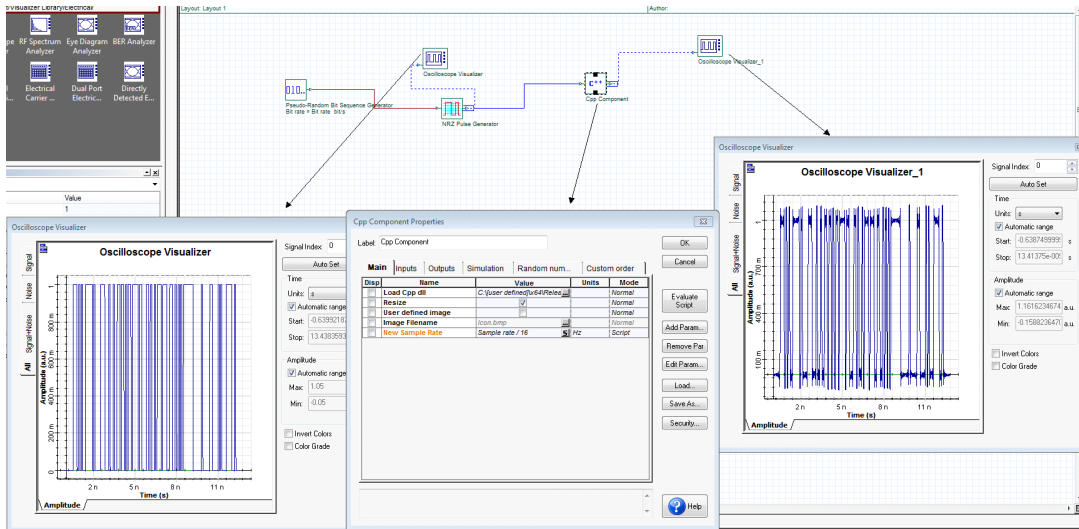 Visualizer Library/Electrical/
RF Spectrum Analyzer
Eye Diagram Analyzer
BER Analyzer
Electrical Carrier ...
Dual Port Electric...
Directly Detected E...
Value
1
Layout: Layout 1
Author:
Oscilloscope Visualizer
Oscilloscope Visualizer_1
010..
Pseudo-Random Bit Sequence Generator
Bit rate = Bit rate bit/s
NRZ Pulse Generator
C++
Cpp Component
Oscilloscope Visualizer
Oscilloscope Visualizer
Signal
Noise
Signal+Noise
All
Amplitude (a.u.)
1
800 m
600 m
400 m
200 m
0
2 n
5 n
8 n
11 n
Time (s)
Amplitude
Signal Index: 0
Auto Set
Time
Units: s
Automatic range
Start:
Stop: 13.4383593
Amplitude
Automatic range
Max: 1.05
Min: -0.05
Invert Colors
Color Grade
Cpp Component Properties
Label: Cpp Component
OK
Cancel
Main
Inputs
Outputs
Simulation
Random num...
Custom order
Disp
Name
Value
Units
Mode
Load Cpp dll
C:\[user defined]\x64\Relea
Normal
Resize
Normal
User defined image
Normal
Image Filename
Icon.bmp
Normal
New Sample Rate
Sample rate / 16
S
Hz
Script
Evaluate Script
Add Param...
Remove Par
Edit Param...
Load...
Save As...
Security...
Help
Oscilloscope Visualizer
Oscilloscope Visualizer_1
Signal
Noise
Signal+Noise
All
Amplitude (a.u.)
1
700 m
400 m
100 m
2 n
5 n
8 n
11 n
Time (s)
Amplitude
Signal Index: 0
Auto Set
Time
Units: s
Automatic range
Start: -0.6387499999 s
Stop: 13.41375e-00 s
Amplitude
Automatic range
Max: 1.1616234674 a.u.
Min: -0.158823647 a.u.
Invert Colors
Color Grade